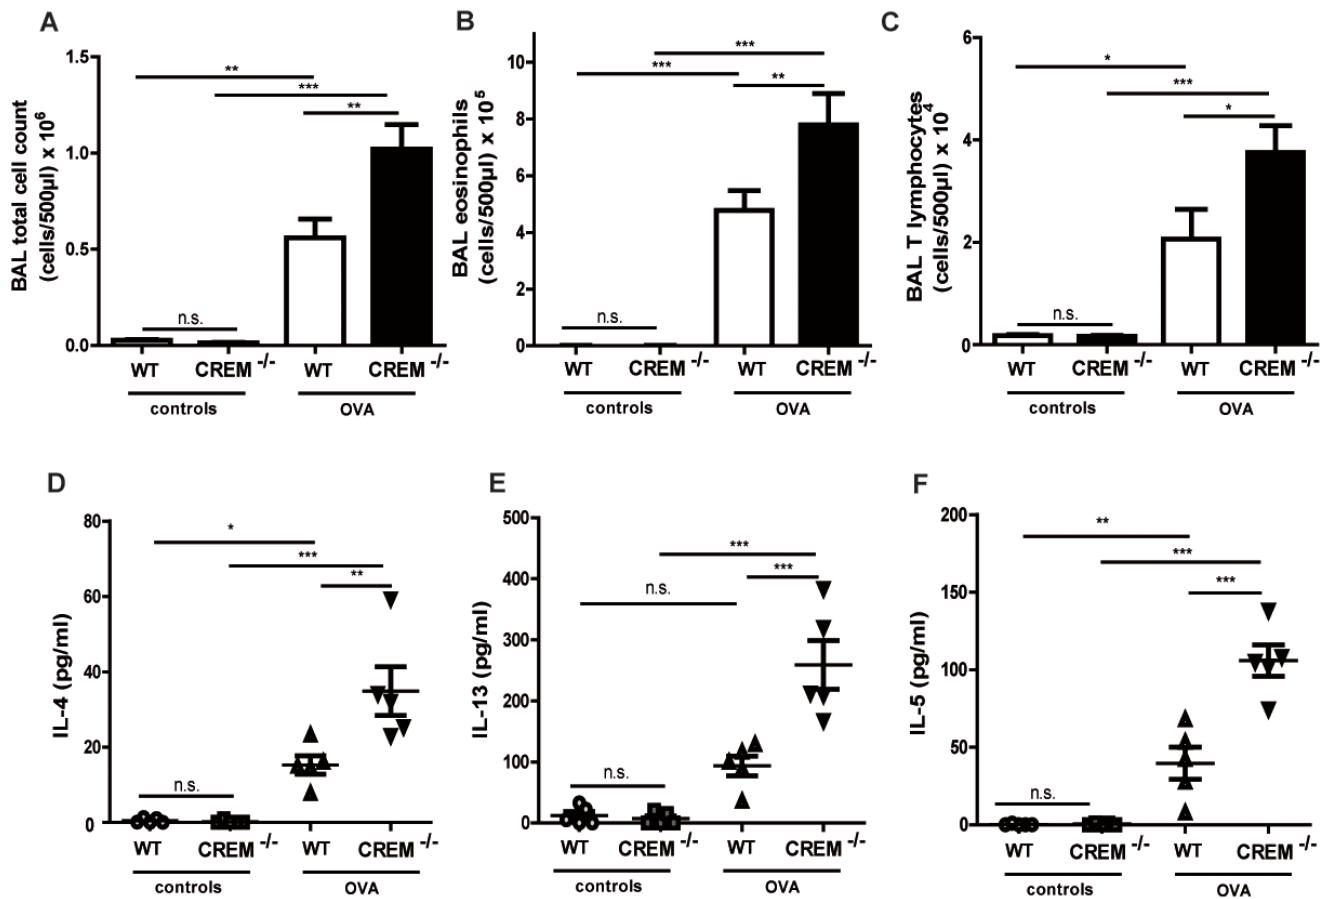 A
BAL total cell count
(cells/500µl) x 10⁶
1.5
1.0
0.5
0.0
**
***
**
n.s.
WT CREM -/- WT CREM -/-
controls OVA
B
BAL eosinophils
(cells/500µl) x 10⁵
10
8
6
4
2
0
***
***
**
n.s.
WT CREM -/- WT CREM -/-
controls OVA
C
BAL T lymphocytes
(cells/500µl) x 10⁴
6
4
2
0
*
***
*
n.s.
WT CREM -/- WT CREM -/-
controls OVA
D
IL-4 (pg/ml)
80
60
40
20
0
*
***
**
n.s.
WT CREM -/- WT CREM -/-
controls OVA
E
IL-13 (pg/ml)
500
400
300
200
100
0
***
***
n.s.
n.s.
WT CREM -/- WT CREM -/-
controls OVA
F
IL-5 (pg/ml)
200
150
100
50
0
**
***
***
n.s.
WT CREM -/- WT CREM -/-
controls OVA